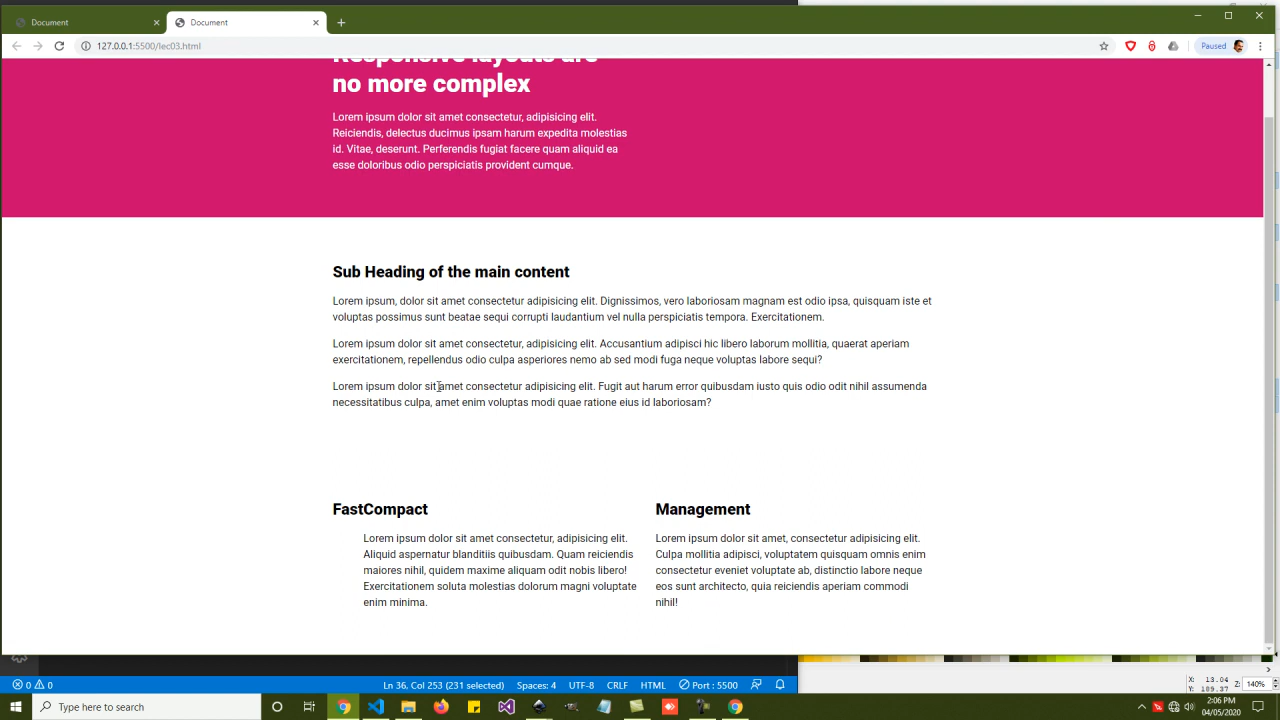 Document
Document
127.0.0.1:5500/lec03.html
Paused
Responsive layouts are
no more complex
Lorem ipsum dolor sit amet consectetur, adipisicing elit.
Reiciendis, delectus ducimus ipsam harum expedita molestias
id. Vitae, deserunt. Perferendis fugiat facere quam aliquid ea
esse doloribus odio perspiciatis provident cumque.
Sub Heading of the main content
Lorem ipsum, dolor sit amet consectetur adipisicing elit. Dignissimos, vero laboriosam magnam est odio ipsa, quisquam iste et
voluptas possimus sunt beatae sequi corrupti laudantium vel nulla perspiciatis tempora. Exercitationem.
Lorem ipsum dolor sit amet consectetur, adipisicing elit. Accusantium adipisci hic libero laborum mollitia, quaerat aperiam
exercitationem, repellendus odio culpa asperiores nemo ab sed modi fuga neque voluptas labore sequi?
Lorem ipsum dolor sit amet consectetur adipisicing elit. Fugit aut harum error quibusdam iusto quis odio odit nihil assumenda
necessitatibus culpa, amet enim voluptas modi quae ratione eius id laboriosam?
FastCompact
Lorem ipsum dolor sit amet consectetur, adipisicing elit.
Aliquid aspernatur blanditiis quibusdam. Quam reiciendis
maiores nihil, quidem maxime aliquam odit nobis libero!
Exercitationem soluta molestias dolorum magni voluptate
enim minima.
Management
Lorem ipsum dolor sit amet, consectetur adipisicing elit.
Culpa mollitia adipisci, voluptatem quisquam omnis enim
consectetur eveniet voluptate ab, distinctio labore neque
eos sunt architecto, quia reiciendis aperiam commodi
nihil!
0 0
Ln 36, Col 253 (231 selected)
Spaces: 4
UTF-8
CRLF
HTML
Port : 5500
X: 13.04
Y: 189.37
Z: 140%
Type here to search
2:06 PM
04/05/2020